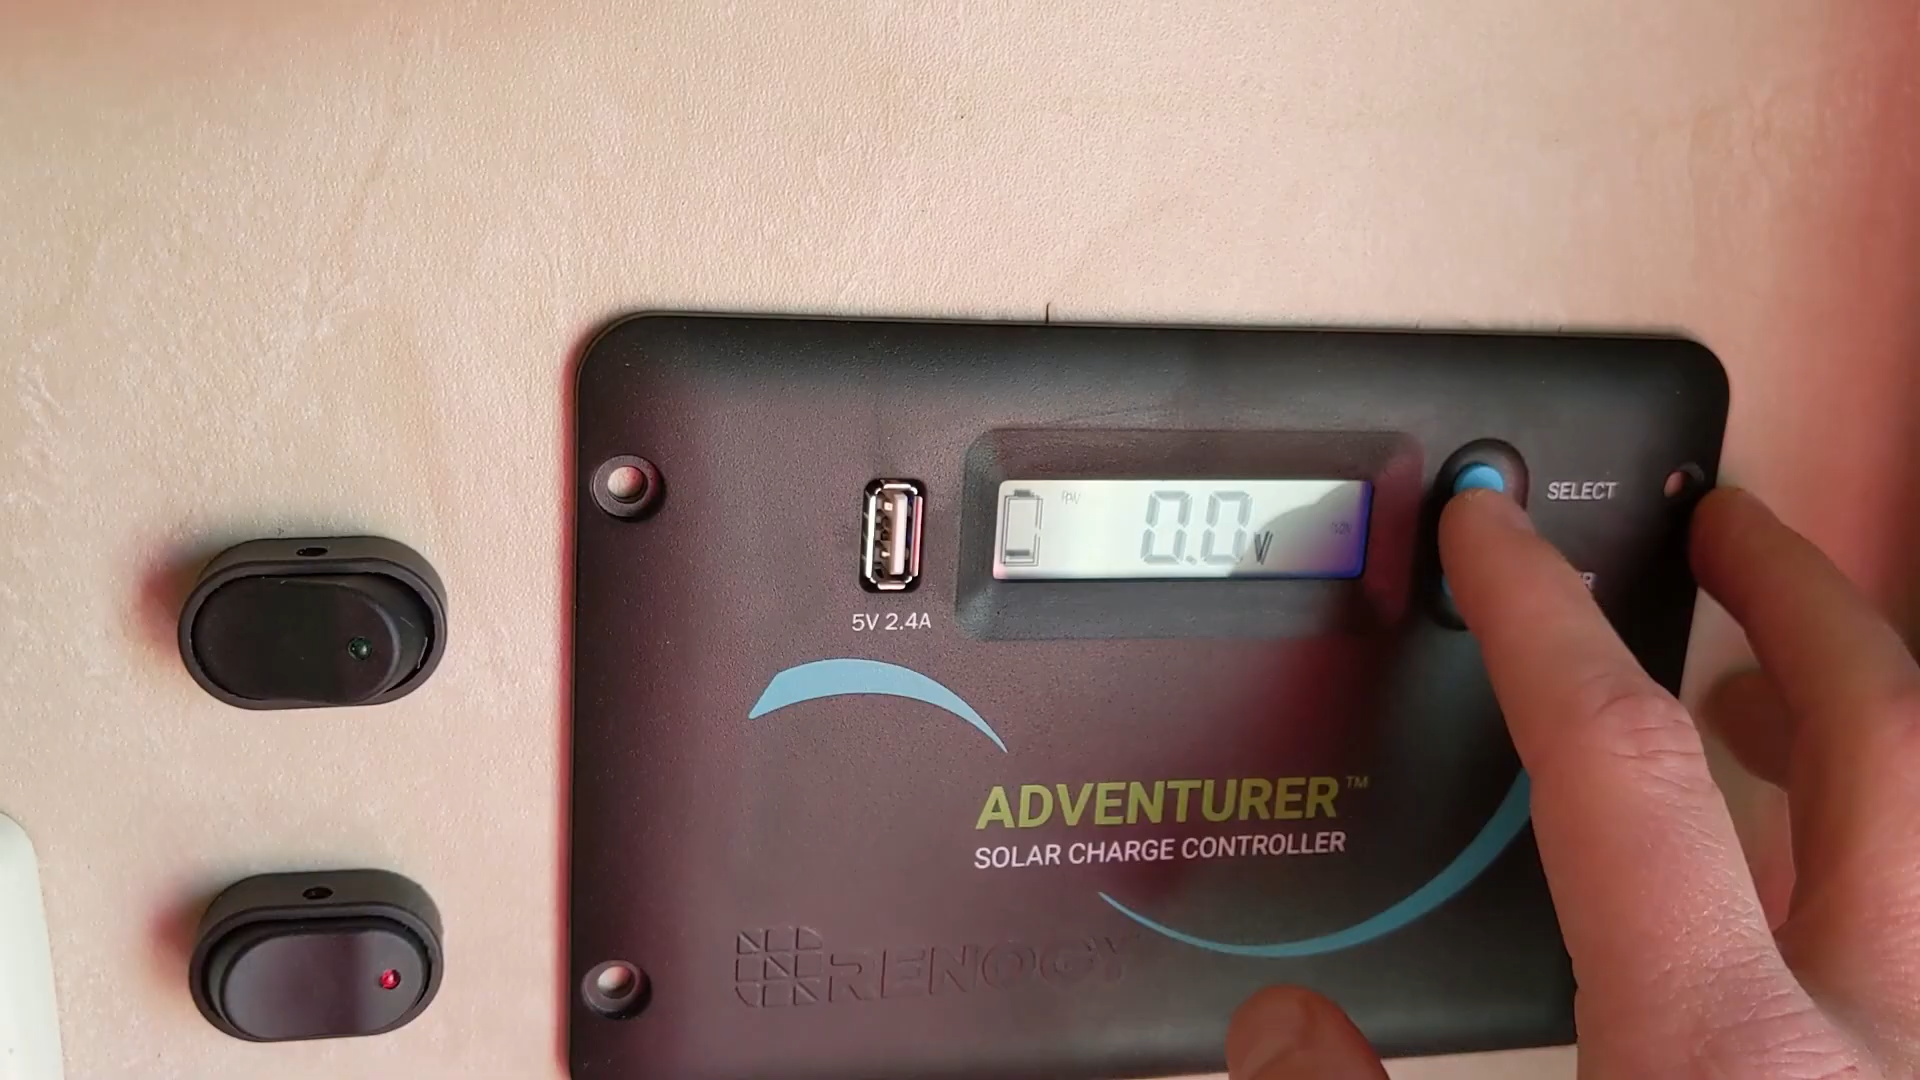 SELECT
0.0V
5V 2.4A
ADVENTURER™
SOLAR CHARGE CONTROLLER
RENOGY